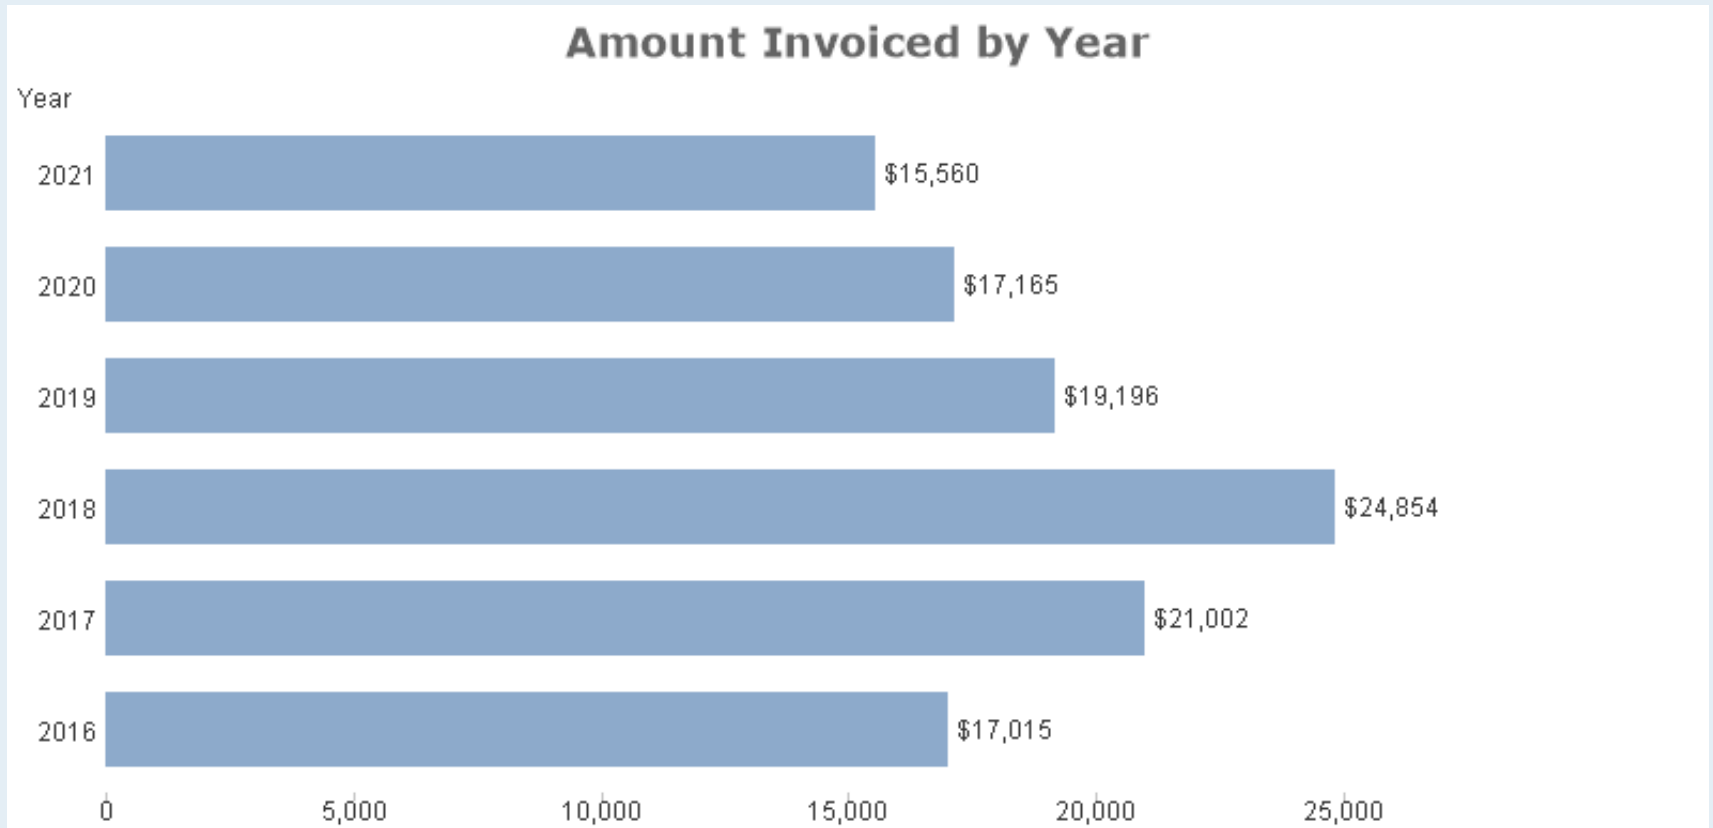 Amount Invoiced by Year
Year
2021 $15,560
2020 $17,165
2019 $19,196
2018 $24,854
2017 $21,002
2016 $17,015
0 5,000 10,000 15,000 20,000 25,000